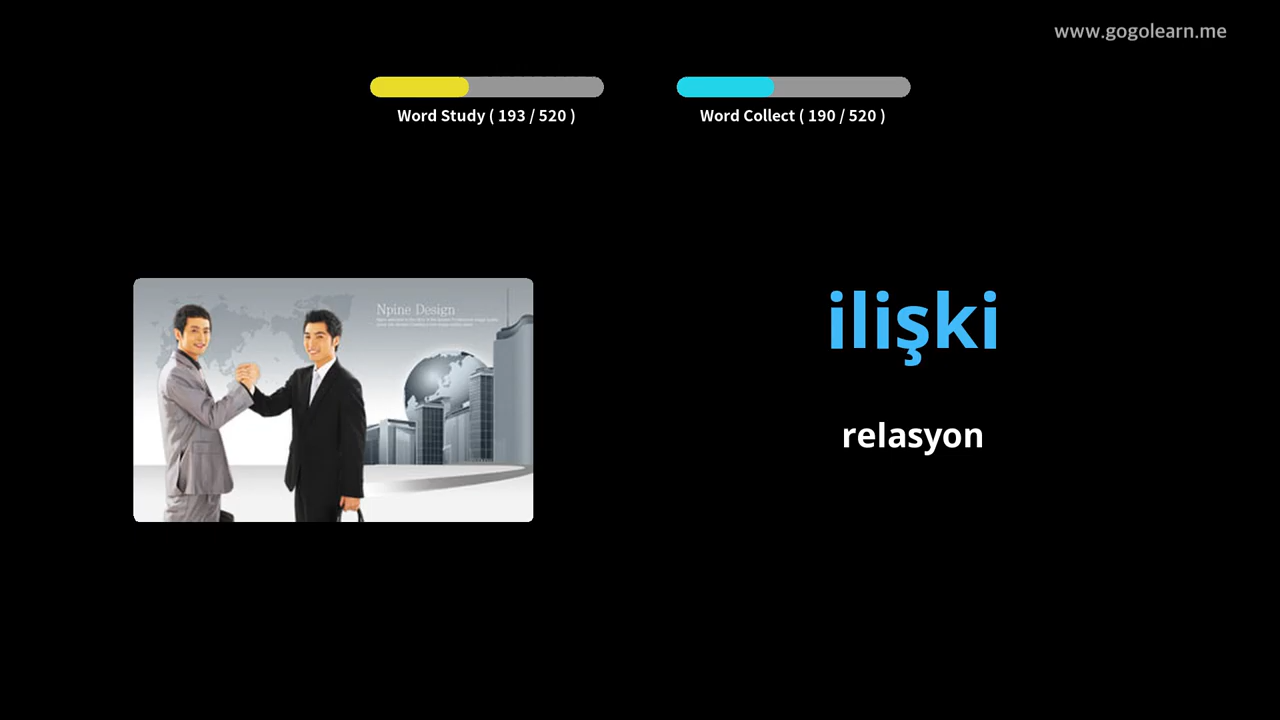 www.gogolearn.me
Word Study ( 193 / 520 )
Word Collect ( 190 / 520 )
Npine Design
ilişki
relasyon